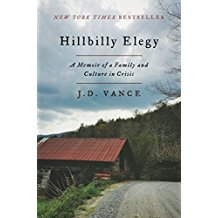 NEW YORK TIMES BESTSELLER
Hillbilly Elegy
A Memoir of a Family and
Culture in Crisis
J.D. VANCE